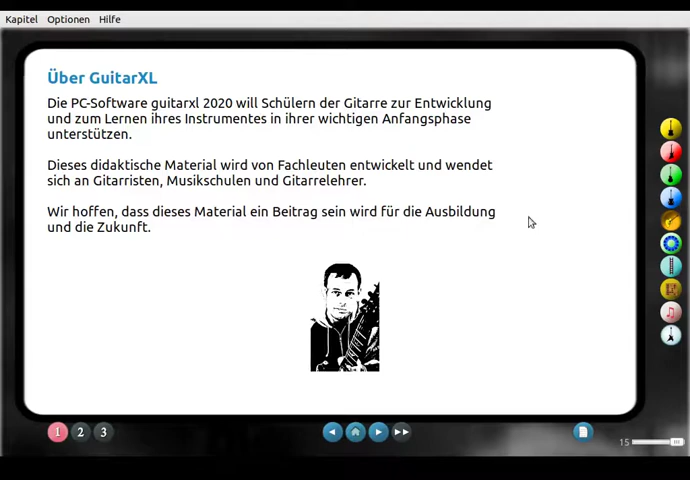 Kapitel Optionen Hilfe
Über GuitarXL
Die PC-Software guitarxl 2020 will Schülern der Gitarre zur Entwicklung
und zum Lernen ihres Instrumentes in ihrer wichtigen Anfangsphase
unterstützen.
Dieses didaktische Material wird von Fachleuten entwickelt und wendet
sich an Gitarristen, Musikschulen und Gitarrelehrer.
Wir hoffen, dass dieses Material ein Beitrag sein wird für die Ausbildung
und die Zukunft.
1 2 3
15